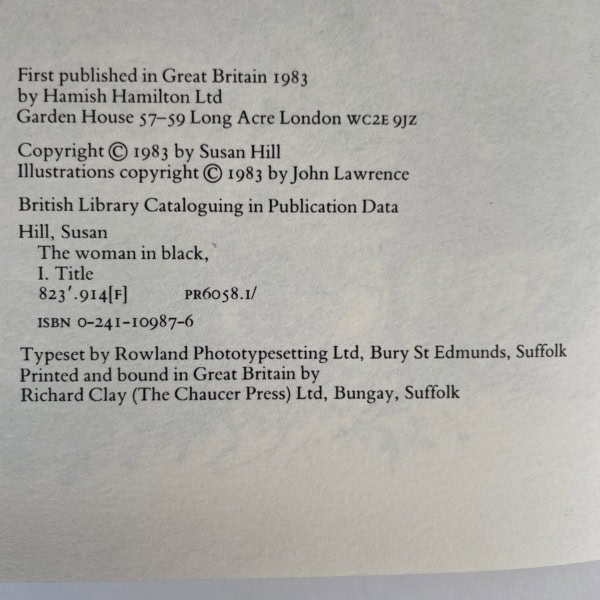 First published in Great Britain 1983
by Hamish Hamilton Ltd
Garden House 57–59 Long Acre London WC2E 9JZ
Copyright © 1983 by Susan Hill
Illustrations copyright © 1983 by John Lawrence
British Library Cataloguing in Publication Data
Hill, Susan
The woman in black,
I. Title
823′.914[F] PR6058.I/
ISBN 0–241–10987–6
Typeset by Rowland Phototypesetting Ltd, Bury St Edmunds, Suffolk
Printed and bound in Great Britain by
Richard Clay (The Chaucer Press) Ltd, Bungay, Suffolk